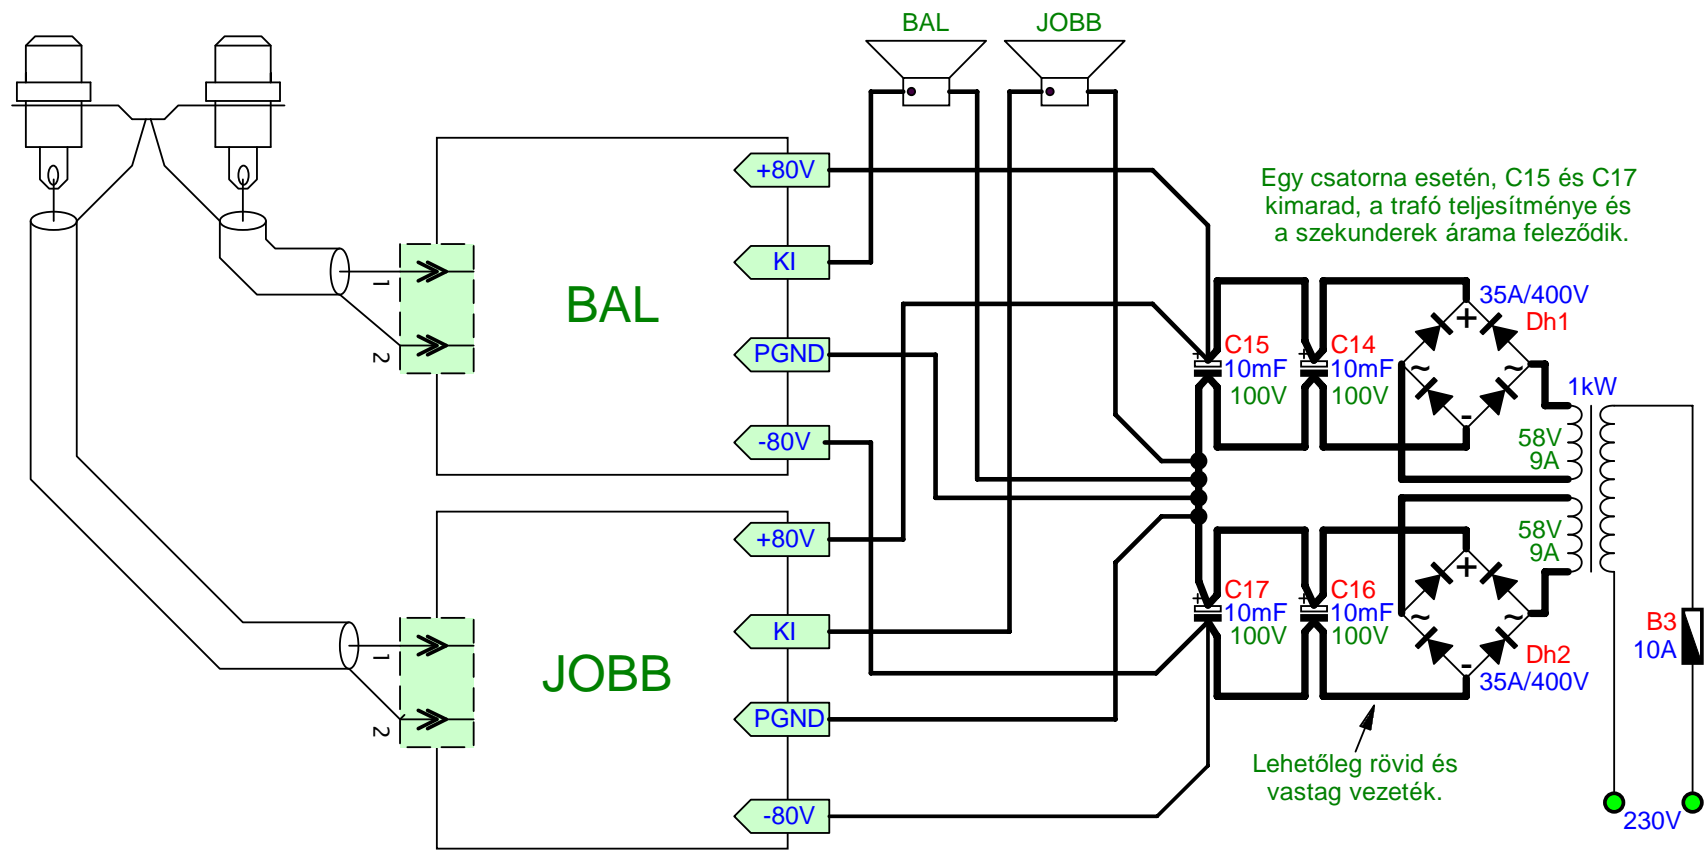 BAL
JOBB
+80V
KI
PGND
-80V
BAL
1
2
+80V
KI
PGND
-80V
JOBB
1
2
Egy csatorna esetén, C15 és C17
kimarad, a trafó teljesítménye és
a szekunderek árama feleződik.
+
C15
10mF
100V
+
C14
10mF
100V
35A/400V
Dh1
+
~
~
-
1kW
58V
9A
58V
9A
+
C17
10mF
100V
+
C16
10mF
100V
+
~
~
-
Dh2
35A/400V
B3
10A
Lehetőleg rövid és
vastag vezeték.
230V